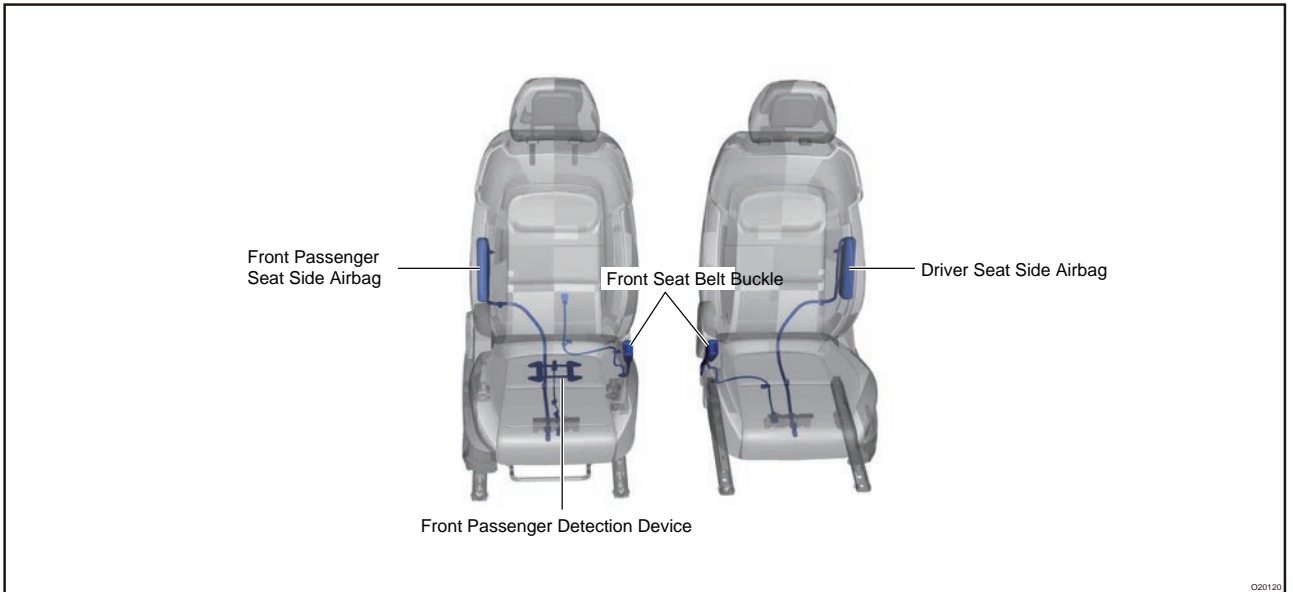 Front Passenger
Seat Side Airbag
Front Seat Belt Buckle
Driver Seat Side Airbag
Front Passenger Detection Device
O20120